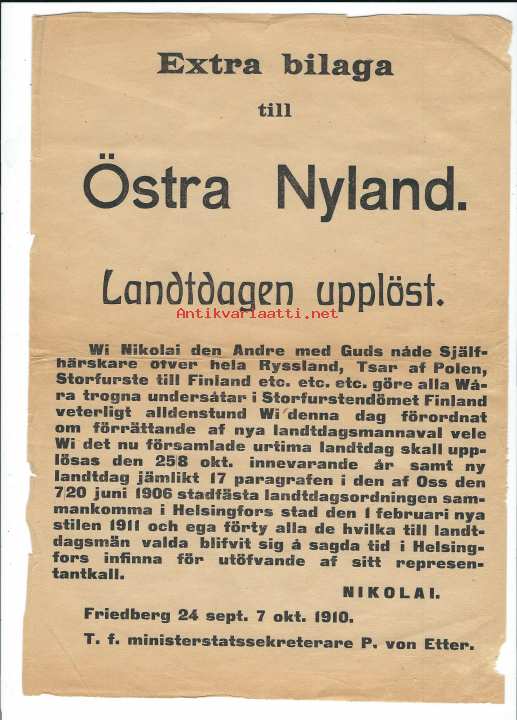 Extra bilaga
till
Östra Nyland.
Landtdagen upplöst.
Antikvariaatti.net
Wi Nikolai den Andre med Guds nåde Själf-
härskare öfver hela Ryssland, Tsar af Polen,
Storfurste till Finland etc. etc. etc. göre alla Wå-
ra trogna undersåtar i Storfurstendömet Finland
veterligt alldenstund Wi denna dag förordnat
om förrättande af nya landtdagsmannaval vele
Wi det nu församlade urtima landtdag skall upp-
lösas den 258 okt. innevarande år samt ny
landtdag jämlikt 17 paragrafen i den af Oss den
720 juni 1906 stadfästa landtdagsordningen sam-
mankomma i Helsingfors stad den 1 februari nya
stilen 1911 och ega förty alla de hvilka till landt-
dagsmän valda blifvit sig å sagda tid i Helsing-
fors infinna för utöfvande af sitt represen-
tantkall.
NIKOLAI.
Friedberg 24 sept. 7 okt. 1910.
T. f. ministerstatssekreterare P. von Etter.